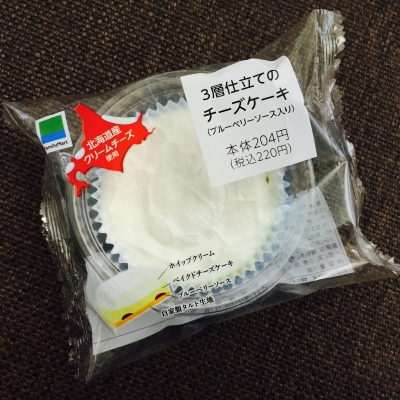 3層仕立ての
チーズケーキ
(ブルーベリーソース入り)
本体204円
(税込220円)
FamilyMart
北海道産
クリームチーズ
使用
ホイップクリーム
ベイクドチーズケーキ
ブルーベリーソース
自家製タルト生地